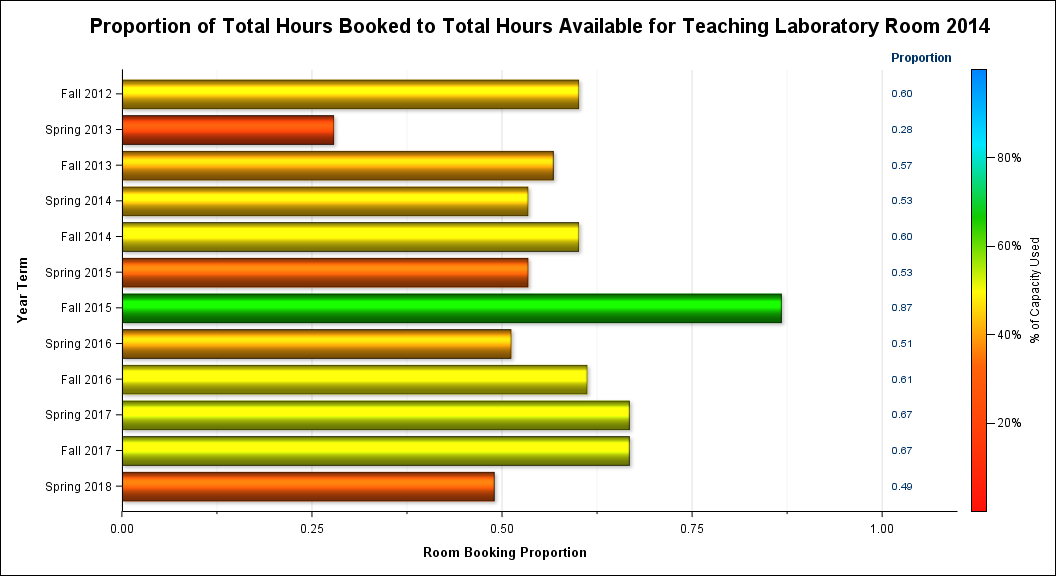 Proportion of Total Hours Booked to Total Hours Available for Teaching Laboratory Room 2014
Proportion
Fall 2012 0.60
Spring 2013 0.28
Fall 2013 0.57
Spring 2014 0.53
Fall 2014 0.60
Spring 2015 0.53
Fall 2015 0.87
Spring 2016 0.51
Fall 2016 0.61
Spring 2017 0.67
Fall 2017 0.67
Spring 2018 0.49
Year Term
0.00 0.25 0.50 0.75 1.00
Room Booking Proportion
80%
60%
40%
20%
% of Capacity Used